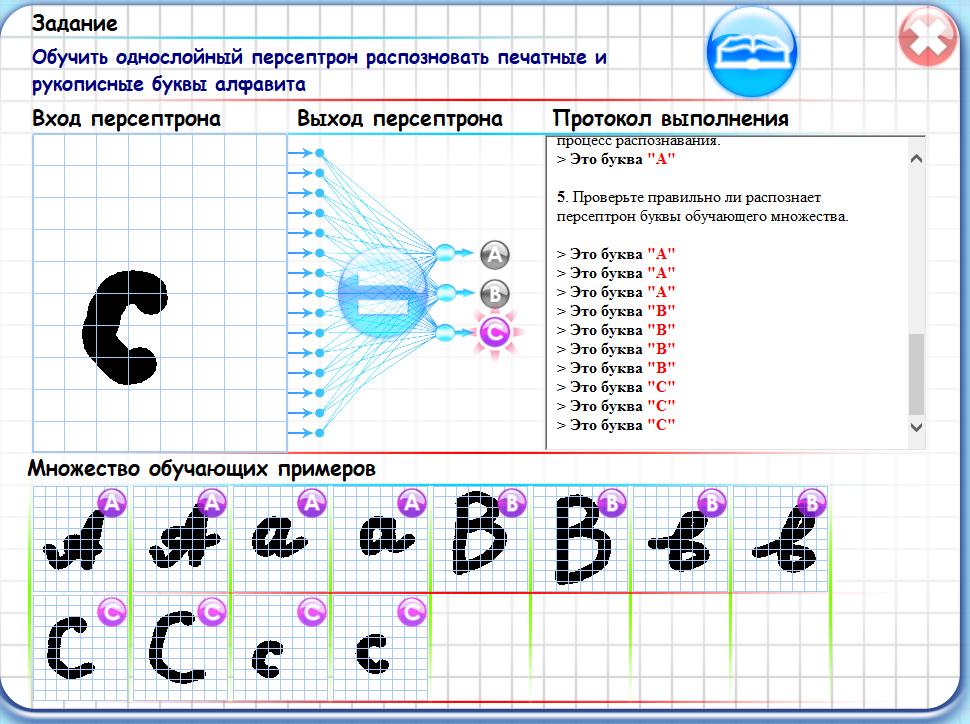 Задание
Обучить однослойный персептрон распозновать печатные и
рукописные буквы алфавита
Вход персептрона
Выход персептрона
Протокол выполнения
процесс распознавания.
> Это буква "А"
5. Проверьте правильно ли распознает
персептрон буквы обучающего множества.
> Это буква "А"
> Это буква "А"
> Это буква "А"
> Это буква "В"
> Это буква "В"
> Это буква "В"
> Это буква "В"
> Это буква "С"
> Это буква "С"
> Это буква "С"
С
А
В
С
Множество обучающих примеров
А А А А В В В В
А А а а В В в в
С С С С
С С с с